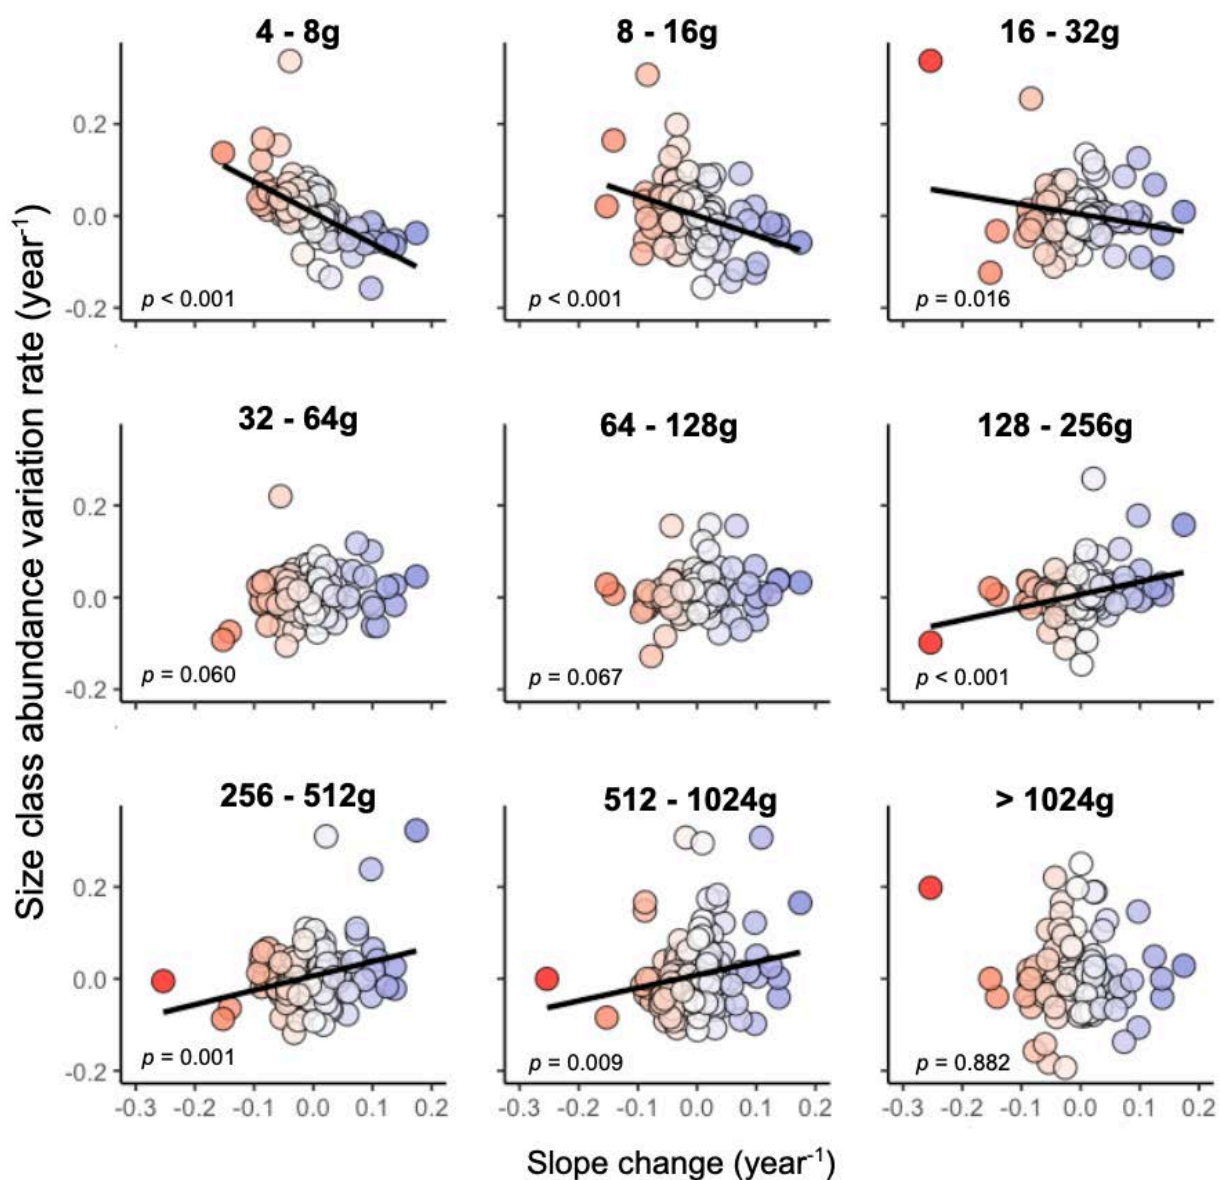 4 - 8g
8 - 16g
16 - 32g
0.2
0.0
-0.2
p < 0.001
p < 0.001
p = 0.016
32 - 64g
64 - 128g
128 - 256g
0.2
0.0
-0.2
p = 0.060
p = 0.067
p < 0.001
256 - 512g
512 - 1024g
> 1024g
0.2
0.0
-0.2
p = 0.001
p = 0.009
p = 0.882
-0.3 -0.2 -0.1 0.0 0.1 0.2
-0.3 -0.2 -0.1 0.0 0.1 0.2
-0.3 -0.2 -0.1 0.0 0.1 0.2
Size class abundance variation rate (year⁻¹)
Slope change (year⁻¹)